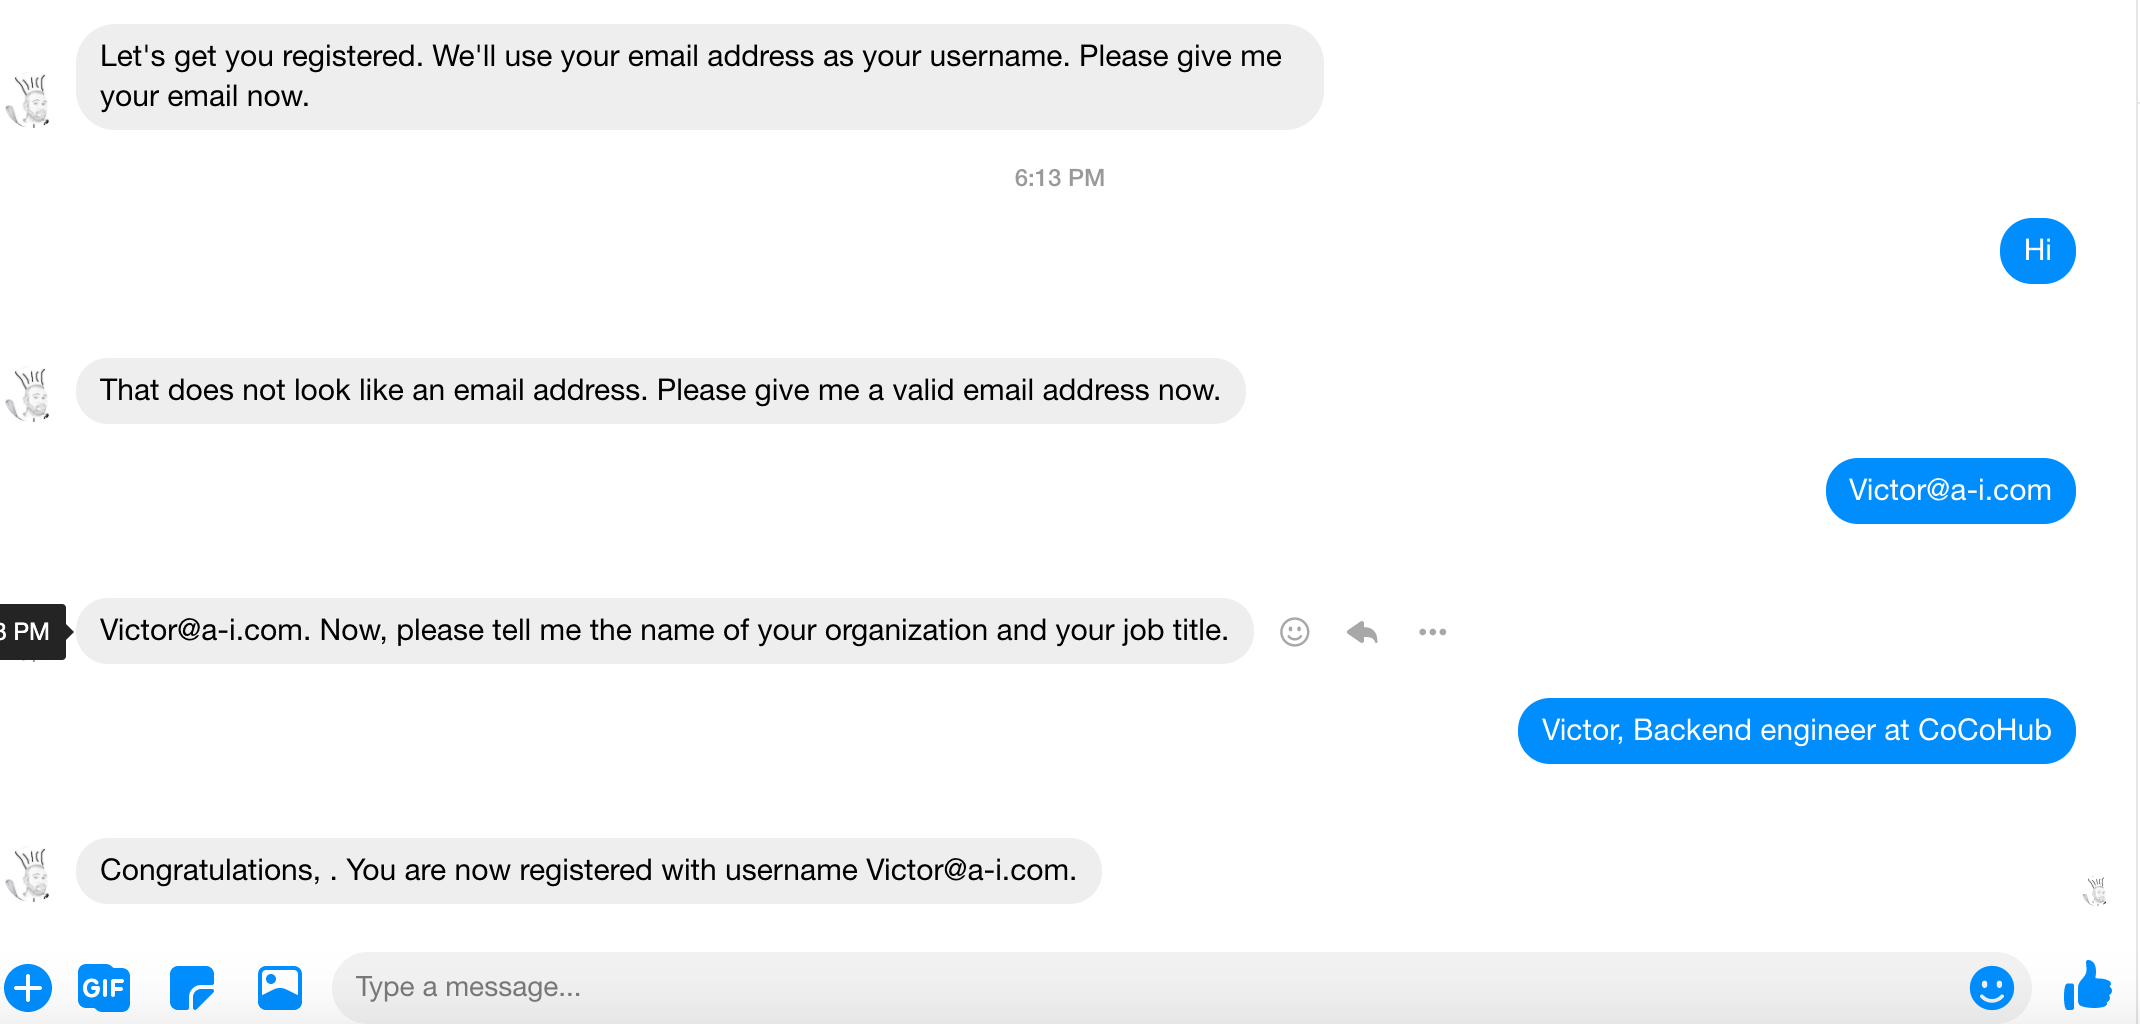 Let's get you registered. We'll use your email address as your username. Please give me
your email now.
6:13 PM
Hi
That does not look like an email address. Please give me a valid email address now.
Victor@a-i.com
PM
Victor@a-i.com. Now, please tell me the name of your organization and your job title.
Victor, Backend engineer at CoCoHub
Congratulations, . You are now registered with username Victor@a-i.com.
GIF
Type a message...